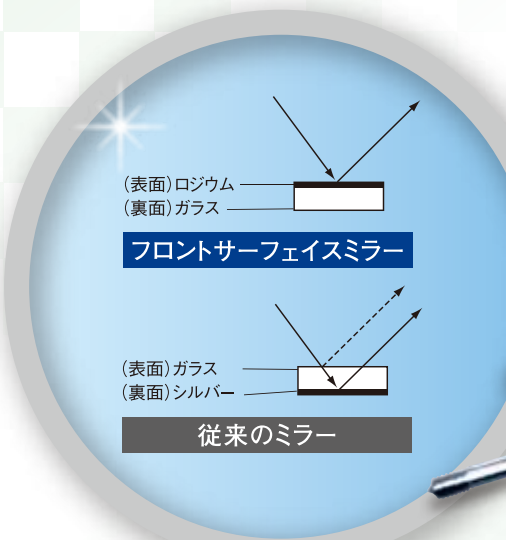 (表面)ロジウム
(裏面)ガラス
フロントサーフェイスミラー
(表面)ガラス
(裏面)シルバー
従来のミラー